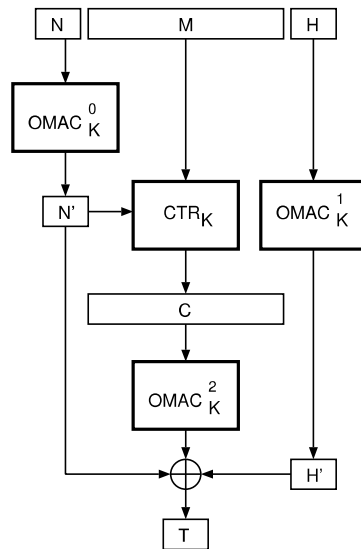 N M H
OMAC 0 K
N'
CTR K
OMAC 1 K
C
OMAC 2 K
H'
T